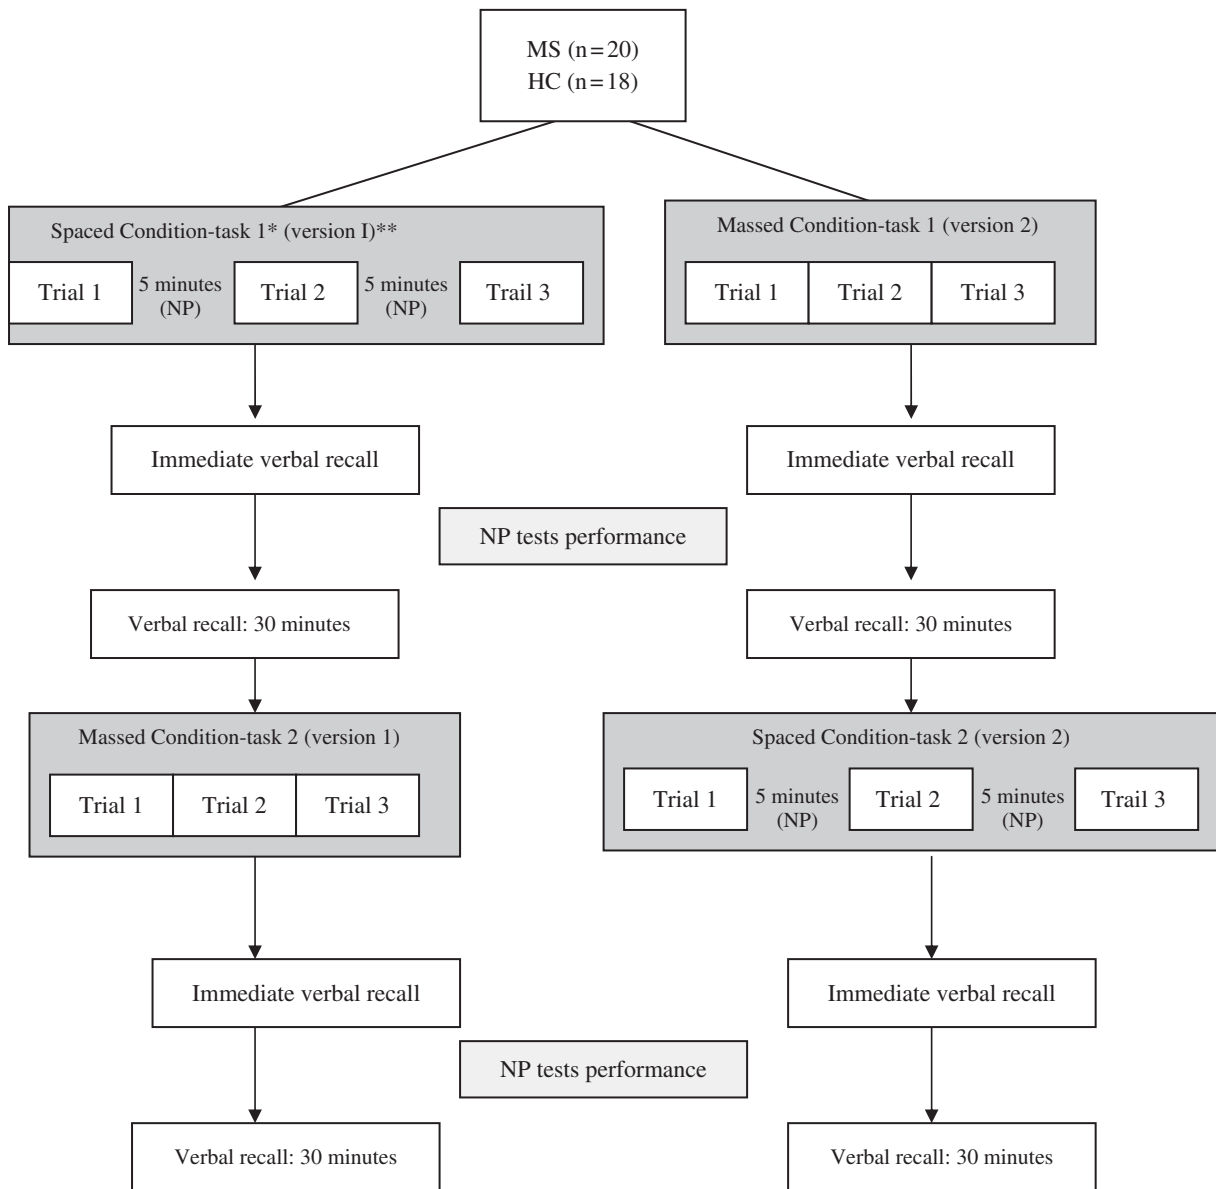 MS (n=20)
HC (n=18)
Spaced Condition-task 1* (version I)**
Trial 1
5 minutes
(NP)
Trial 2
5 minutes
(NP)
Trail 3
Massed Condition-task 1 (version 2)
Trial 1
Trial 2
Trial 3
Immediate verbal recall
Immediate verbal recall
NP tests performance
Verbal recall: 30 minutes
Verbal recall: 30 minutes
Massed Condition-task 2 (version 1)
Trial 1
Trial 2
Trial 3
Spaced Condition-task 2 (version 2)
Trial 1
5 minutes
(NP)
Trial 2
5 minutes
(NP)
Trail 3
Immediate verbal recall
Immediate verbal recall
NP tests performance
Verbal recall: 30 minutes
Verbal recall: 30 minutes